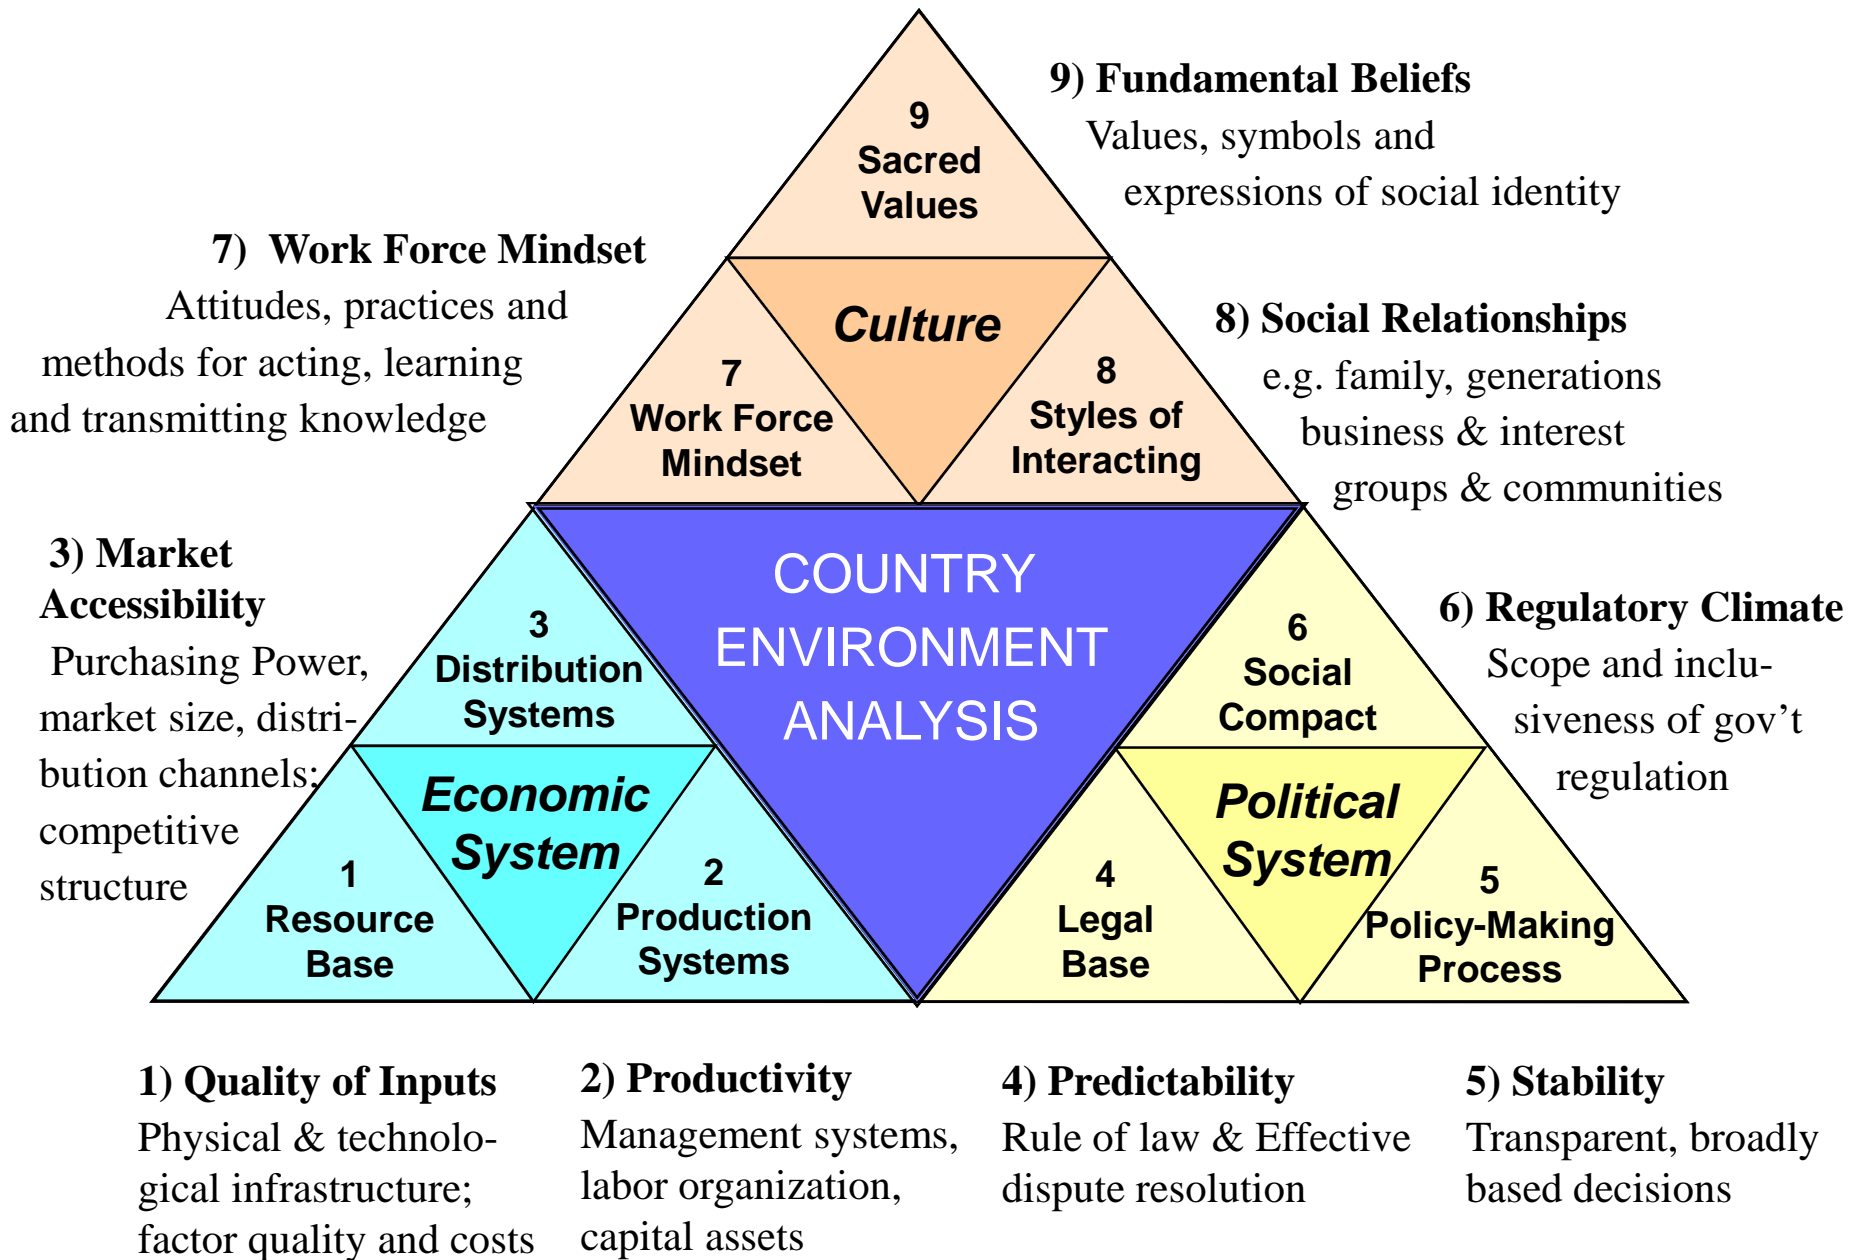 9) Fundamental Beliefs
Values, symbols and
expressions of social identity
9
Sacred
Values
7) Work Force Mindset
Attitudes, practices and
methods for acting, learning
and transmitting knowledge
Culture
8) Social Relationships
e.g. family, generations
business & interest
groups & communities
7
Work Force
Mindset
8
Styles of
Interacting
3) Market
Accessibility
Purchasing Power,
market size, distri-
bution channels;
competitive
structure
COUNTRY
ENVIRONMENT
ANALYSIS
3
Distribution
Systems
6
Social
Compact
6) Regulatory Climate
Scope and inclu-
siveness of gov’t
regulation
Economic
System
Political
System
1
Resource
Base
2
Production
Systems
4
Legal
Base
5
Policy-Making
Process
1) Quality of Inputs
Physical & technolo-
gical infrastructure;
factor quality and costs
2) Productivity
Management systems,
labor organization,
capital assets
4) Predictability
Rule of law & Effective
dispute resolution
5) Stability
Transparent, broadly
based decisions